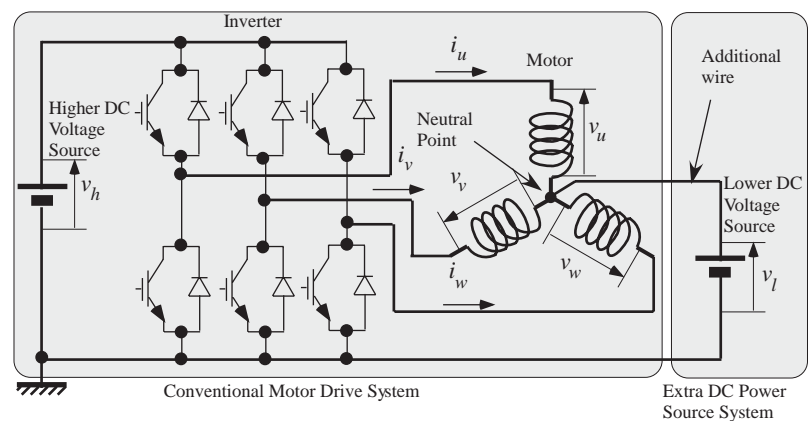 Inverter
i_u
Motor
Additional
wire
Higher DC
Voltage
Source
Neutral
Point
v_u
i_v
v_v
v_h
Lower DC
Voltage
Source
i_w
v_w
v_l
Conventional Motor Drive System
Extra DC Power
Source System